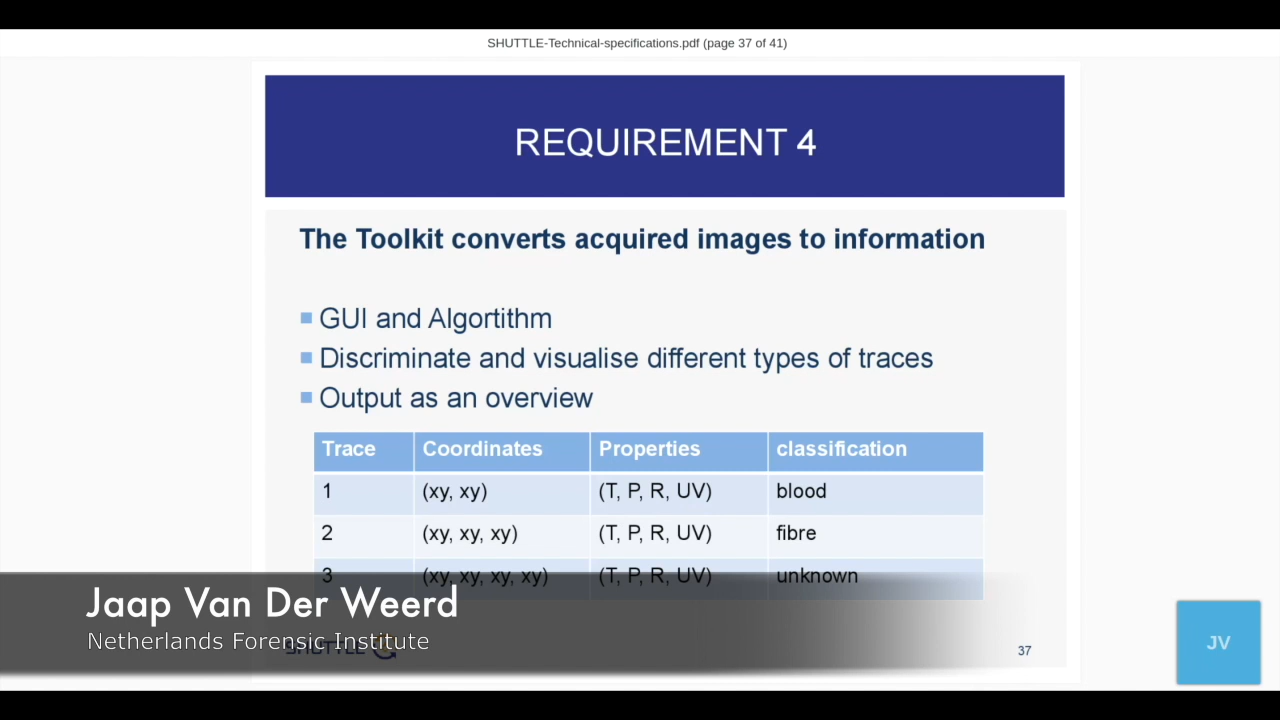 SHUTTLE-Technical-specifications.pdf (page 37 of 41)
REQUIREMENT 4
The Toolkit converts acquired images to information
GUI and Algortithm
Discriminate and visualise different types of traces
Output as an overview
Trace Coordinates Properties classification
1 (xy, xy) (T, P, R, UV) blood
2 (xy, xy, xy) (T, P, R, UV) fibre
3 (xy, xy, xy, xy) (T, P, R, UV) unknown
Jaap Van Der Weerd
Netherlands Forensic Institute
SHUTTLE
37
JV